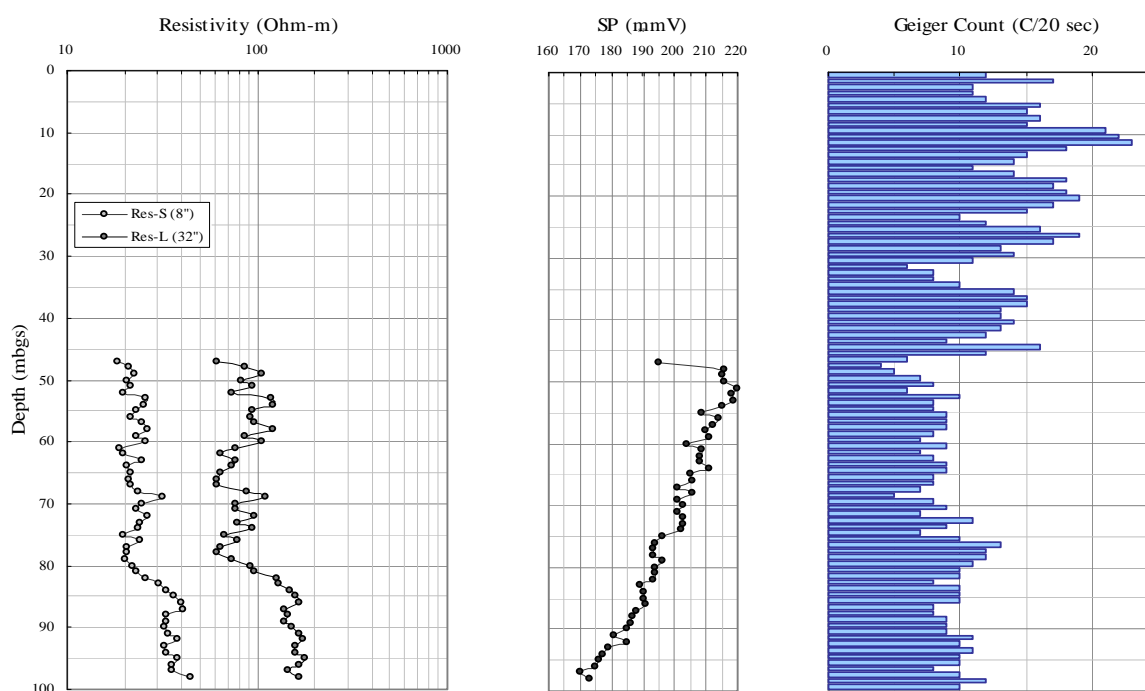 Resistivity (Ohm-m)
10 100 1000
SP (mmV)
160 170 180 190 200 210 220
Geiger Count (C/20 sec)
0 10 20
Depth (mbgs)
0
10
20
30
40
50
60
70
80
90
100
Res-S (8")
Res-L (32")